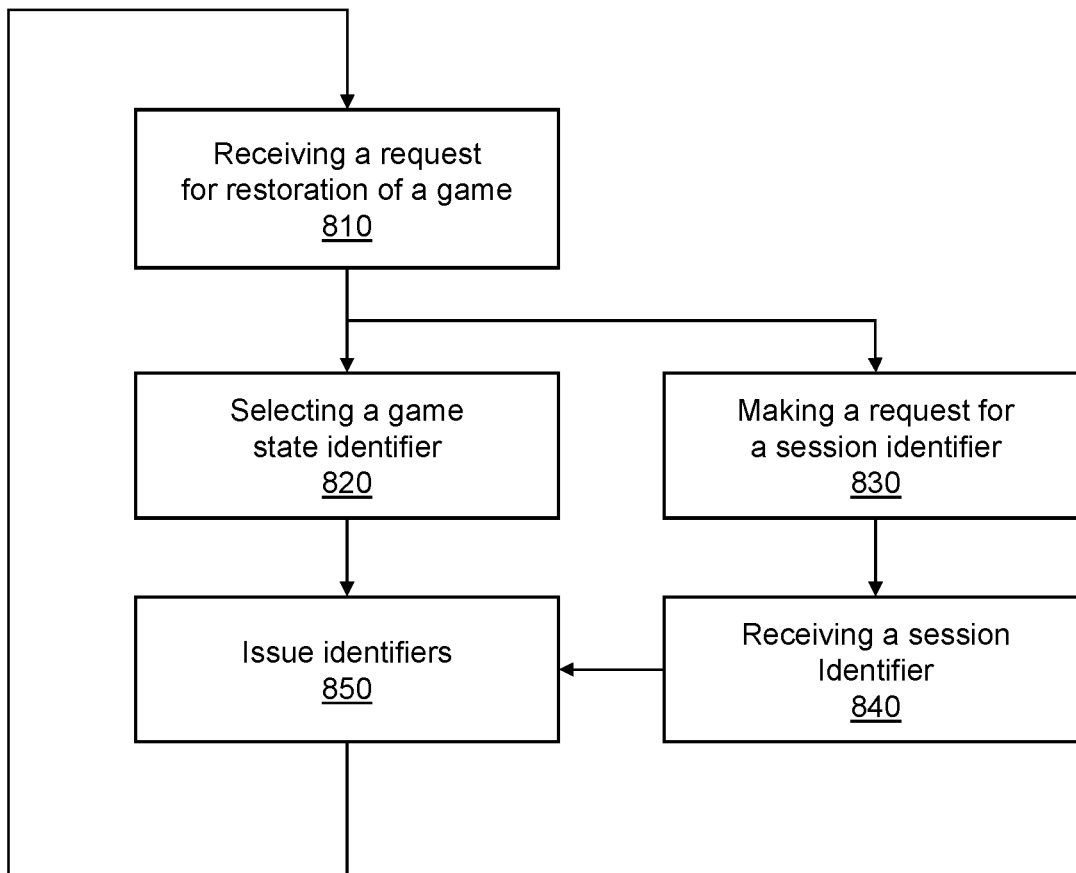 Receiving a request
for restoration of a game
810
Selecting a game
state identifier
820
Making a request for
a session identifier
830
Issue identifiers
850
Receiving a session
Identifier
840